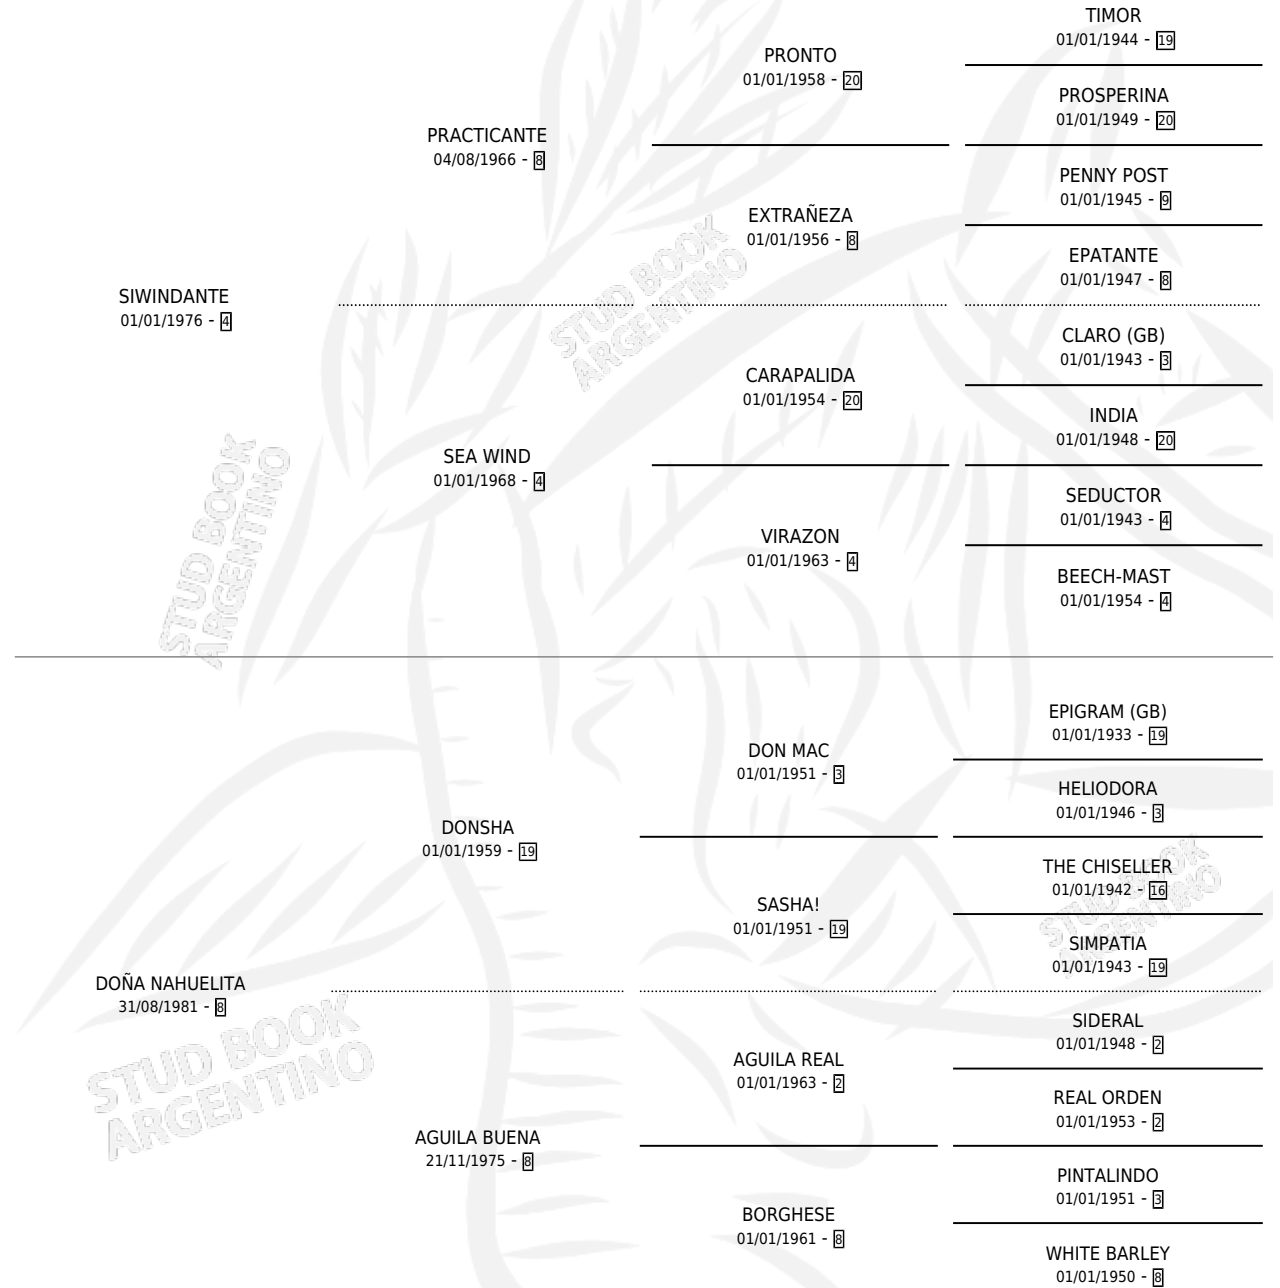 TIMOR
01/01/1944 - 19
PRONTO
01/01/1958 - 20
PROSPERINA
01/01/1949 - 20
PRACTICANTE
04/08/1966 - 8
PENNY POST
01/01/1945 - 9
EXTRAÑEZA
01/01/1956 - 8
EPATANTE
01/01/1947 - 8
SIWINDANTE
01/01/1976 - 4
CLARO (GB)
01/01/1943 - 3
CARAPALIDA
01/01/1954 - 20
INDIA
01/01/1948 - 20
SEA WIND
01/01/1968 - 4
SEDUCTOR
01/01/1943 - 4
VIRAZON
01/01/1963 - 4
BEECH-MAST
01/01/1954 - 4
STUD BOOK
ARGENTINO
STUD BOOK
ARGENTINO
EPIGRAM (GB)
01/01/1933 - 19
DON MAC
01/01/1951 - 3
HELIODORA
01/01/1946 - 3
DONSHA
01/01/1959 - 19
THE CHISELLER
01/01/1942 - 16
SASHA!
01/01/1951 - 19
SIMPATIA
01/01/1943 - 19
STUD BOOK
ARGENTINO
DOÑA NAHUELITA
31/08/1981 - 8
SIDERAL
01/01/1948 - 2
AGUILA REAL
01/01/1963 - 2
REAL ORDEN
01/01/1953 - 2
AGUILA BUENA
21/11/1975 - 8
PINTALINDO
01/01/1951 - 3
BORGHESE
01/01/1961 - 8
WHITE BARLEY
01/01/1950 - 8
STUD BOOK
ARGENTINO